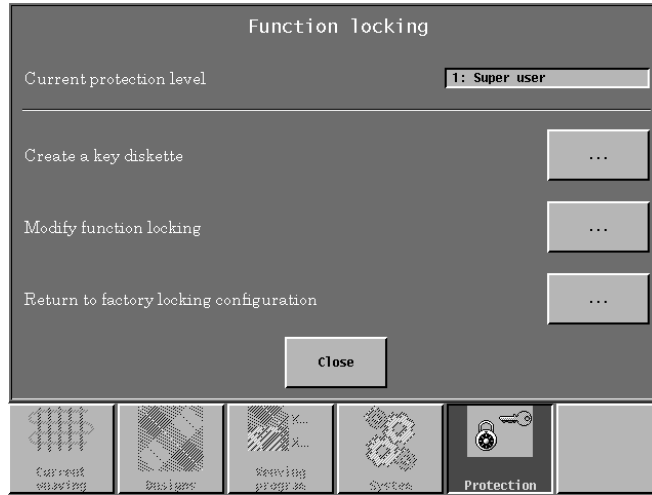 Function locking
Current protection level
1: Super user
Create a key diskette
...
Modify function locking
...
Return to factory locking configuration
...
Close
X...
X...
Current
weaving
Designs
Weaving
program
System
Protection